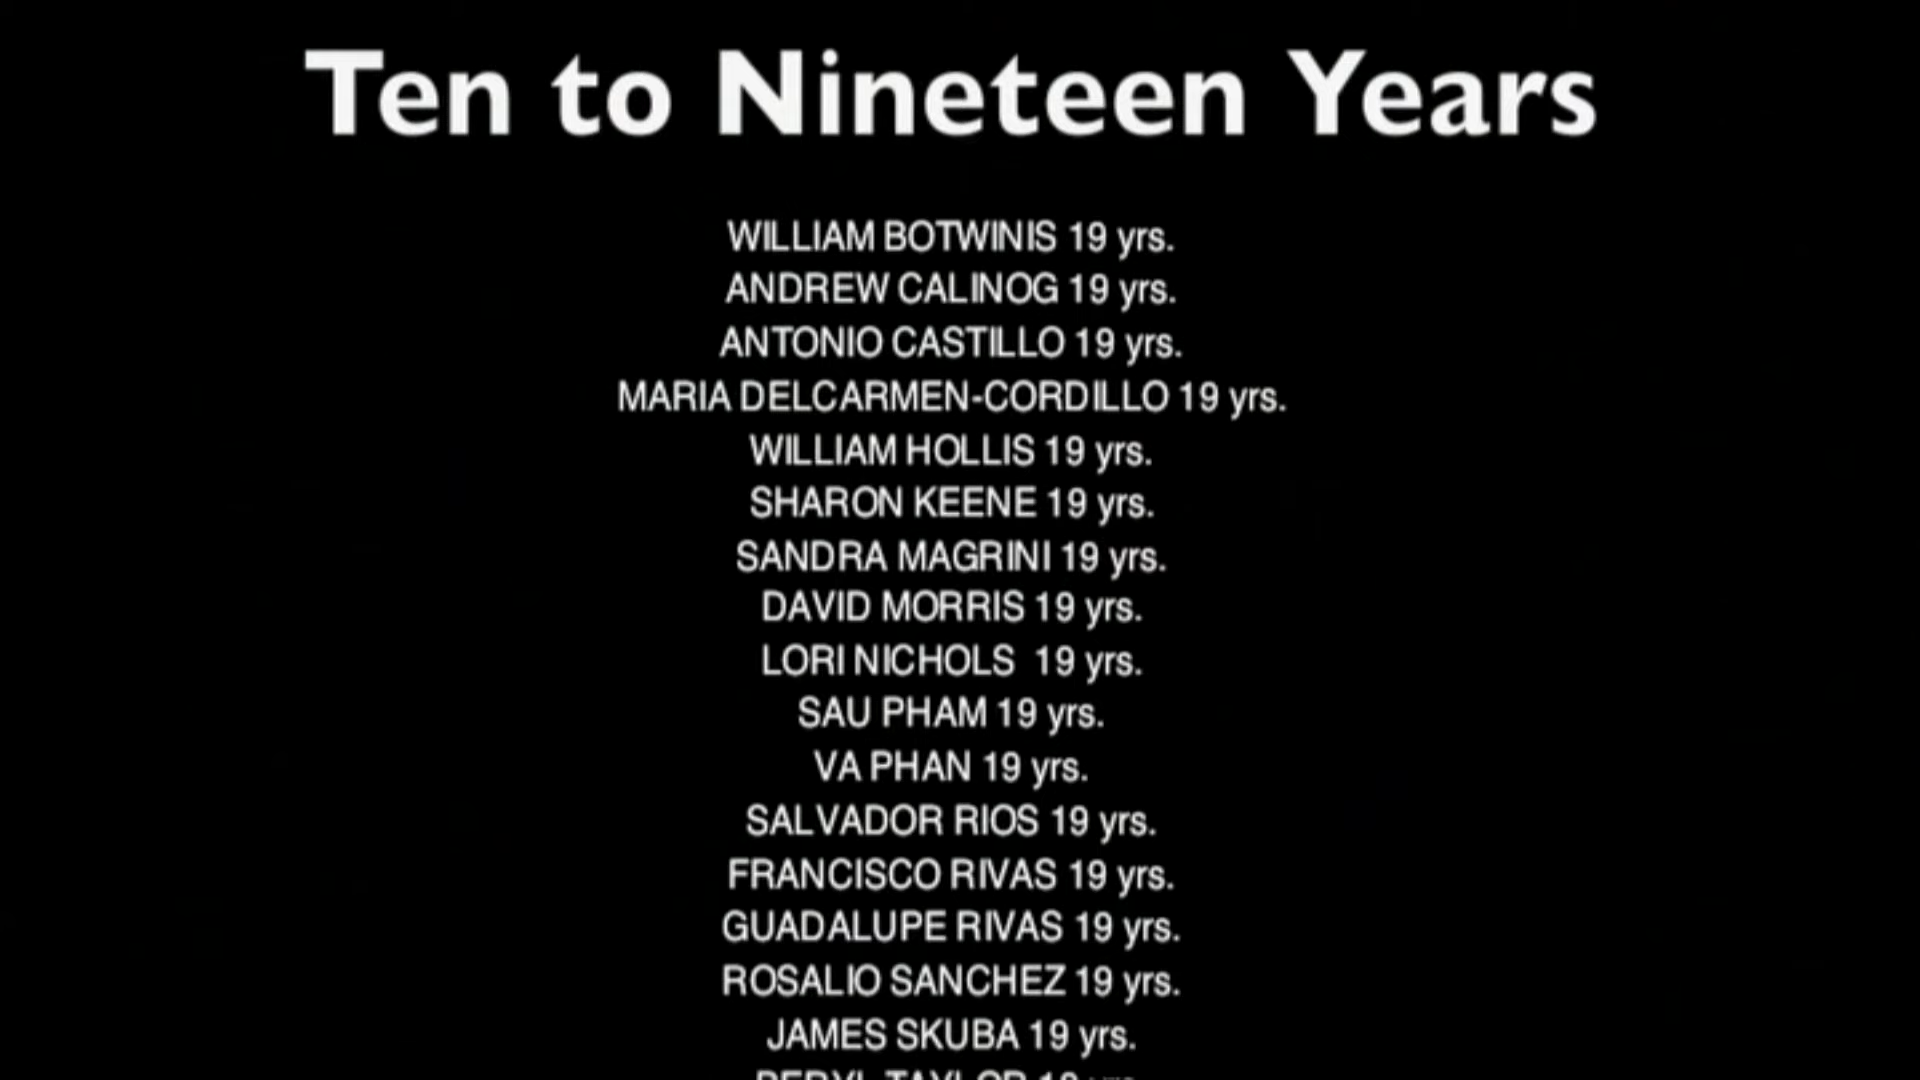 Ten to Nineteen Years
WILLIAM BOTWINIS 19 yrs.
ANDREW CALINOG 19 yrs.
ANTONIO CASTILLO 19 yrs.
MARIA DELCARMEN-CORDILLO 19 yrs.
WILLIAM HOLLIS 19 yrs.
SHARON KEENE 19 yrs.
SANDRA MAGRINI 19 yrs.
DAVID MORRIS 19 yrs.
LORI NICHOLS  19 yrs.
SAU PHAM 19 yrs.
VA PHAN 19 yrs.
SALVADOR RIOS 19 yrs.
FRANCISCO RIVAS 19 yrs.
GUADALUPE RIVAS 19 yrs.
ROSALIO SANCHEZ 19 yrs.
JAMES SKUBA 19 yrs.